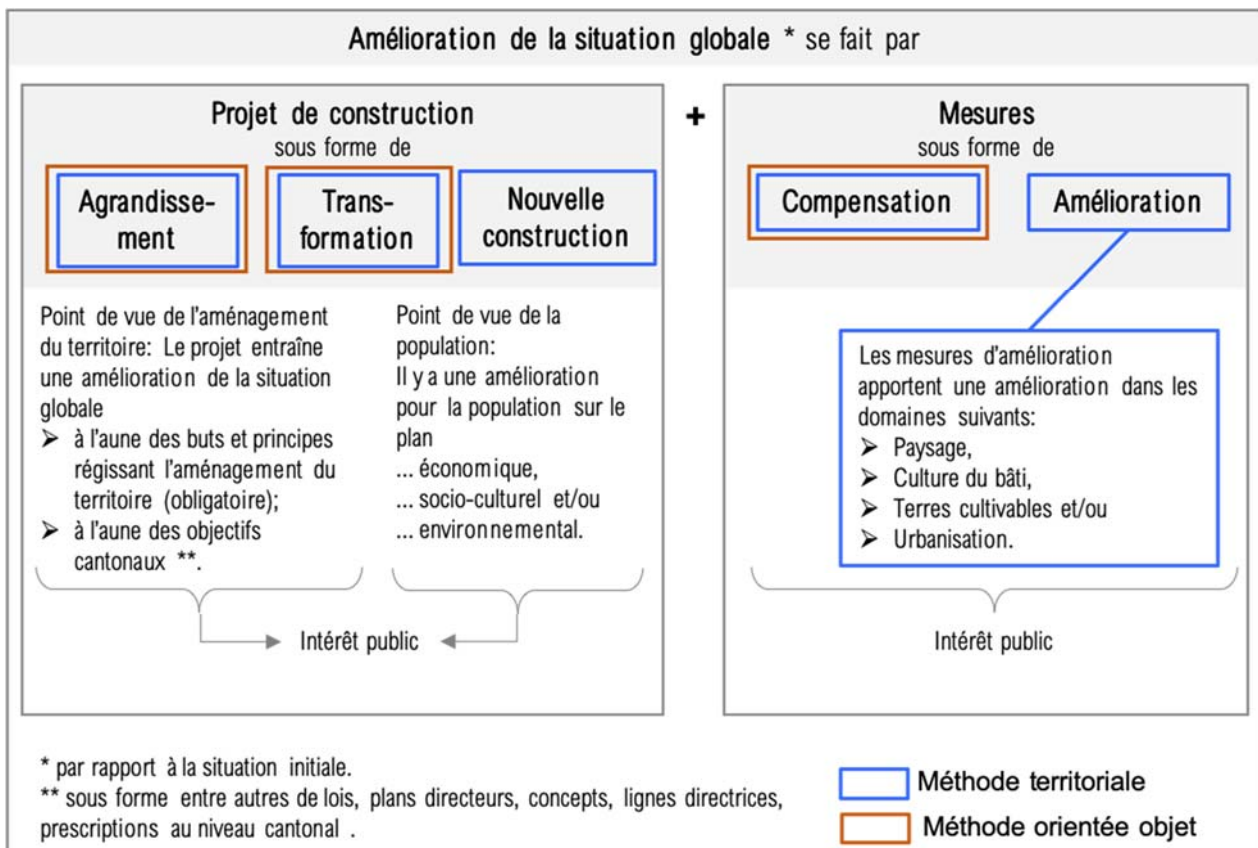 Amélioration de la situation globale * se fait par
Projet de construction
sous forme de
Agrandisse-
ment
Trans-
formation
Nouvelle
construction
Point de vue de l'aménagement
du territoire: Le projet entraîne
une amélioration de la situation
globale
➢ à l'aune des buts et principes
régissant l'aménagement du
territoire (obligatoire);
➢ à l'aune des objectifs
cantonaux **.
Point de vue de la
population:
Il y a une amélioration
pour la population sur le
plan
... économique,
... socio-culturel et/ou
... environnemental.
Intérêt public
+
Mesures
sous forme de
Compensation
Amélioration
Les mesures d'amélioration
apportent une amélioration dans les
domaines suivants:
➢ Paysage,
➢ Culture du bâti,
➢ Terres cultivables et/ou
➢ Urbanisation.
Intérêt public
* par rapport à la situation initiale.
** sous forme entre autres de lois, plans directeurs, concepts, lignes directrices,
prescriptions au niveau cantonal .
Méthode territoriale
Méthode orientée objet